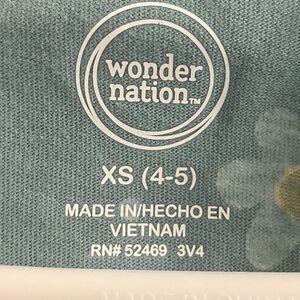 wonder
nation™
XS (4-5)
MADE IN/HECHO EN
VIETNAM
RN# 52469 3V4